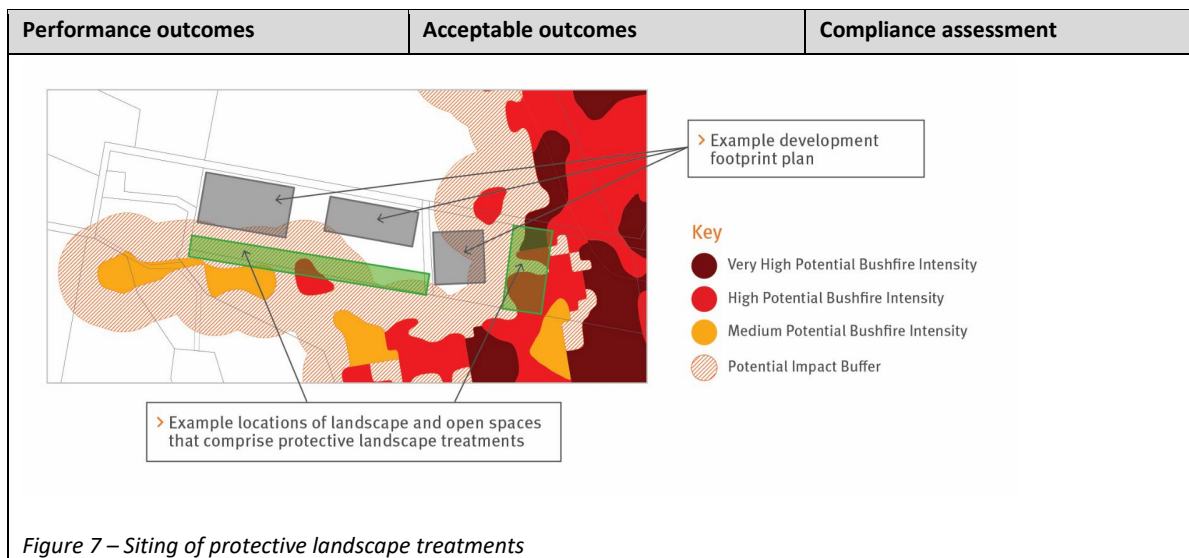 Performance outcomes
Acceptable outcomes
Compliance assessment
> Example development
footprint plan
Key
Very High Potential Bushfire Intensity
High Potential Bushfire Intensity
Medium Potential Bushfire Intensity
Potential Impact Buffer
> Example locations of landscape and open spaces
that comprise protective landscape treatments
Figure 7 – Siting of protective landscape treatments